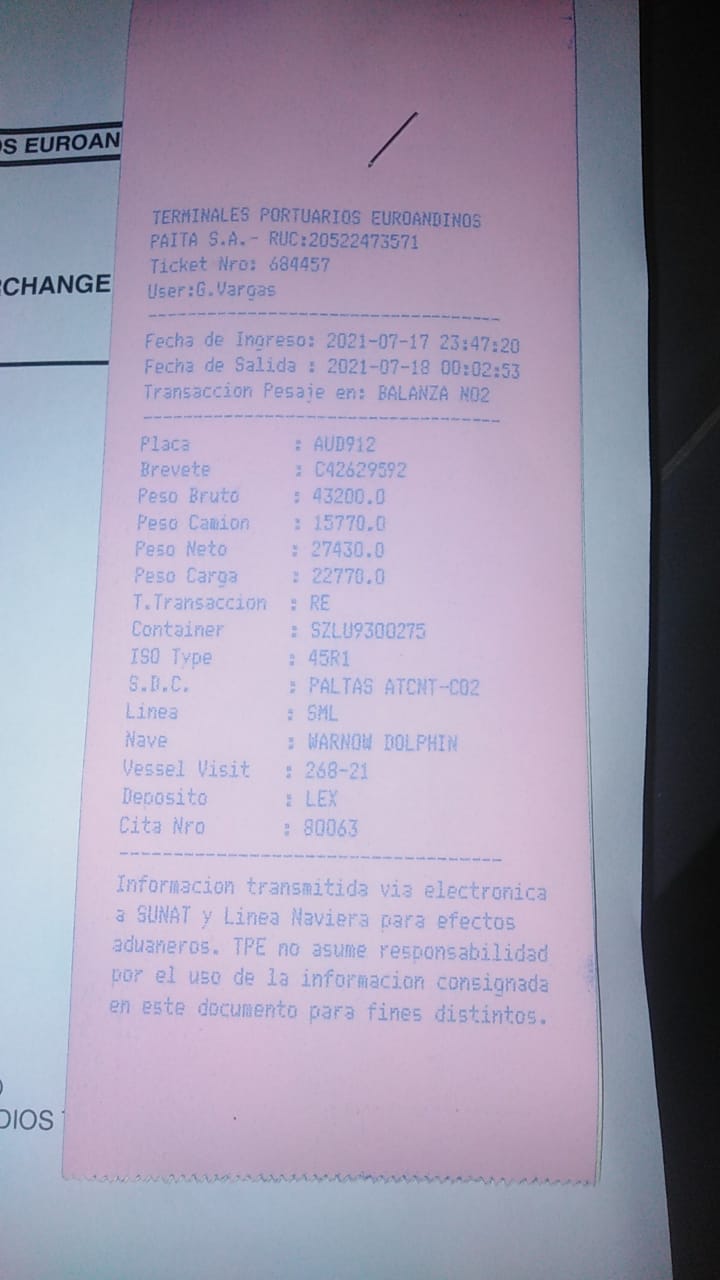 OS EUROAN
RCHANGE
TERMINALES PORTUARIOS EUROANDINOS
PAITA S.A.- RUC:20522473571
Ticket Nro: 684457
User:G.Vargas
Fecha de Ingreso: 2021-07-17 23:47:20
Fecha de Salida : 2021-07-18 00:02:53
Transaccion Pesaje en: BALANZA NO2
Placa : AUD912
Brevete : C42629592
Peso Bruto : 43200.0
Peso Camion : 15770.0
Peso Neto : 27430.0
Peso Carga : 22770.0
T.Transaccion : RE
Container : SZLU9300275
ISO Type : 45R1
S.D.C. : PALTAS ATCNT-CO2
Linea : SML
Nave : WARNOW DOLPHIN
Vessel Visit : 268-21
Deposito : LEX
Cita Nro : 80063
Informacion transmitida via electronica
a SUNAT y Linea Naviera para efectos
aduaneros. TPE no asume responsabilidad
por el uso de la informacion consignada
en este documento para fines distintos.
DIOS